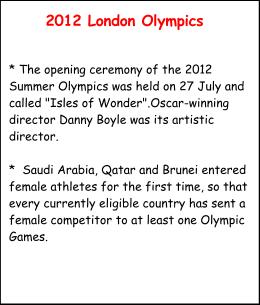 2012 London Olympics
* The opening ceremony of the 2012
Summer Olympics was held on 27 July and
called "Isles of Wonder".Oscar-winning
director Danny Boyle was its artistic
director.
*  Saudi Arabia, Qatar and Brunei entered
female athletes for the first time, so that
every currently eligible country has sent a
female competitor to at least one Olympic
Games.